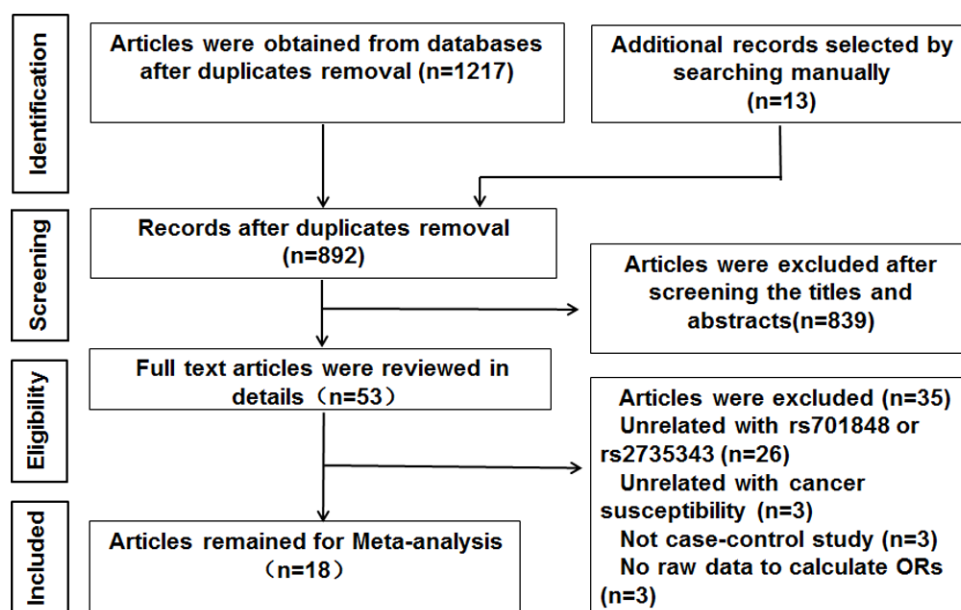 Identification
Articles were obtained from databases
after duplicates removal (n=1217)
Additional records selected by
searching manually
(n=13)
Screening
Records after duplicates removal
(n=892)
Articles were excluded after
screening the titles and
abstracts(n=839)
Eligibility
Full text articles were reviewed in
details（n=53）
Articles were excluded (n=35)
Unrelated with rs701848 or
rs2735343 (n=26)
Unrelated with cancer
susceptibility (n=3)
Not case-control study (n=3)
No raw data to calculate ORs
(n=3)
Included
Articles remained for Meta-analysis
（n=18）